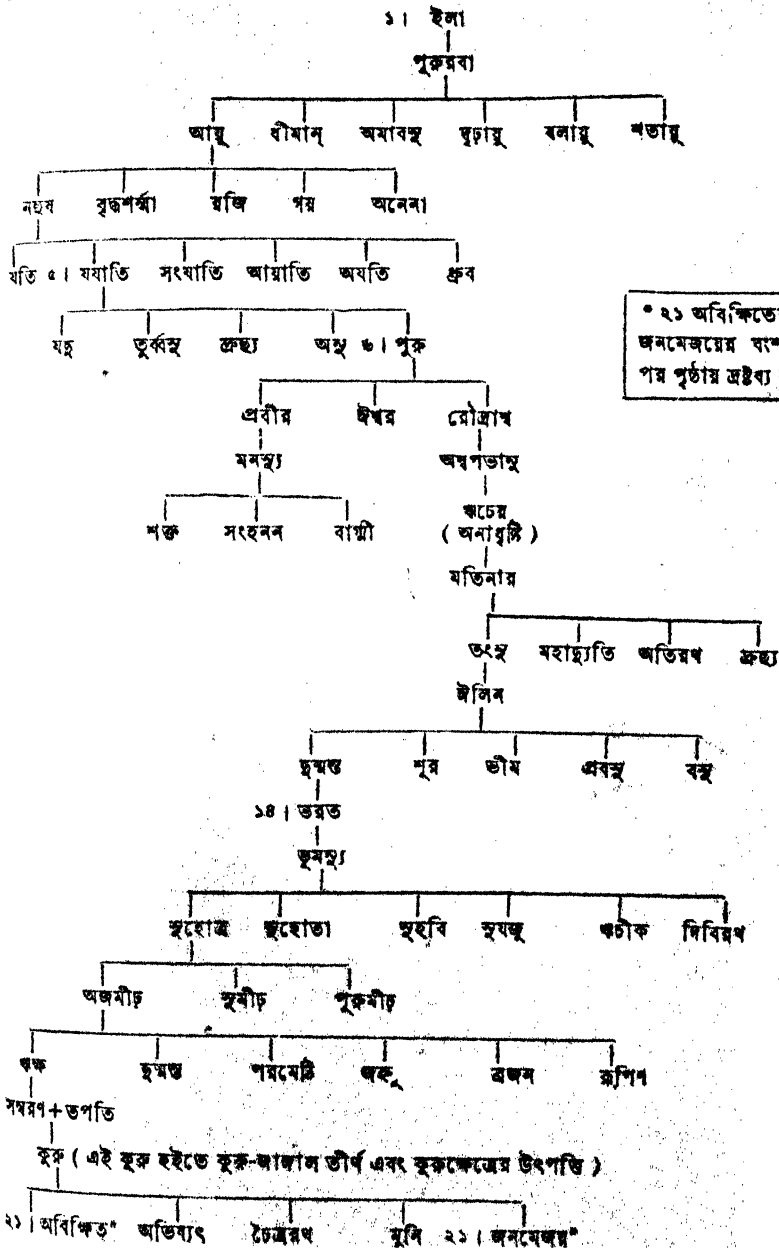 ১। ইলা
পুরুরবা
আয়ু ধীমান্ অমাবসু দৃঢ়ায়ু বলায়ু শতায়ু
নহুষ বৃদ্ধশর্ম্মা রজি গয় অনেনা
যতি ৫। যযাতি সংযাতি আয়াতি অযতি ধ্রুব
যদু তুর্ব্বসু দ্রুহ্য অনু ৬। পুরু
* ২১ অবিক্ষিতে
জনমেজয়ের বংশ
পর পৃষ্ঠায় দ্রষ্টব্য
প্রবীর ঈশ্বর রৌদ্রাশ্ব
মনস্যু অন্বগভানু
শক্ত সংহনন বাগ্মী ঋচেয়
( অনাধৃষ্টি )
মতিনার
তংসু মহাদ্যুতি অতিরথ দ্রুহ্য
ঈলিন
দুষ্মন্ত শূর ভীম প্রবসু বসু
১৪। ভরত
ভূমন্যু
সুহোত্র সুহোতা সুহবি সুযজু ঋচীক দিবিরথ
অজমীঢ় সুমীঢ় পুরুমীঢ়
ঋক্ষ দুষ্মন্ত পরমেষ্টি জহ্নু ব্রজন রূপিণ
সম্বরণ + তপতি
কুরু ( এই কুরু হইতে কুরু-জাঙ্গাল তীর্থ এবং কুরুক্ষেত্রের উৎপত্তি )
২১। অবিক্ষিত* অভিষ্যৎ চৈত্ররথ মুনি ২১। জনমেজয়*